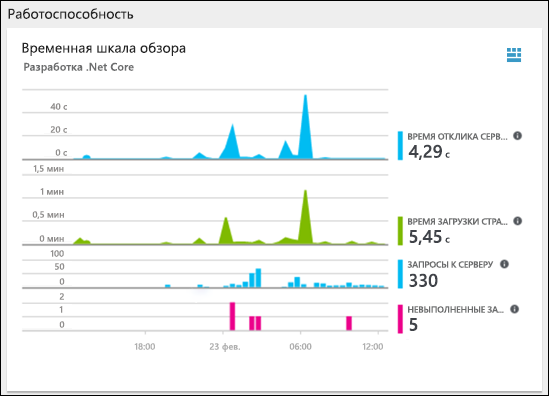 Работоспособность
Временная шкала обзора
Разработка .Net Core
40 с
20 с
0 с
ВРЕМЯ ОТКЛИКА СЕРВ...
4,29 с
1,5 мин
1 мин
0,5 мин
0 мин
ВРЕМЯ ЗАГРУЗКИ СТРА...
5,45 с
100
50
0
ЗАПРОСЫ К СЕРВЕРУ
330
2
1
0
НЕВЫПОЛНЕННЫЕ ЗА...
5
18:00 23 фев. 06:00 12:00